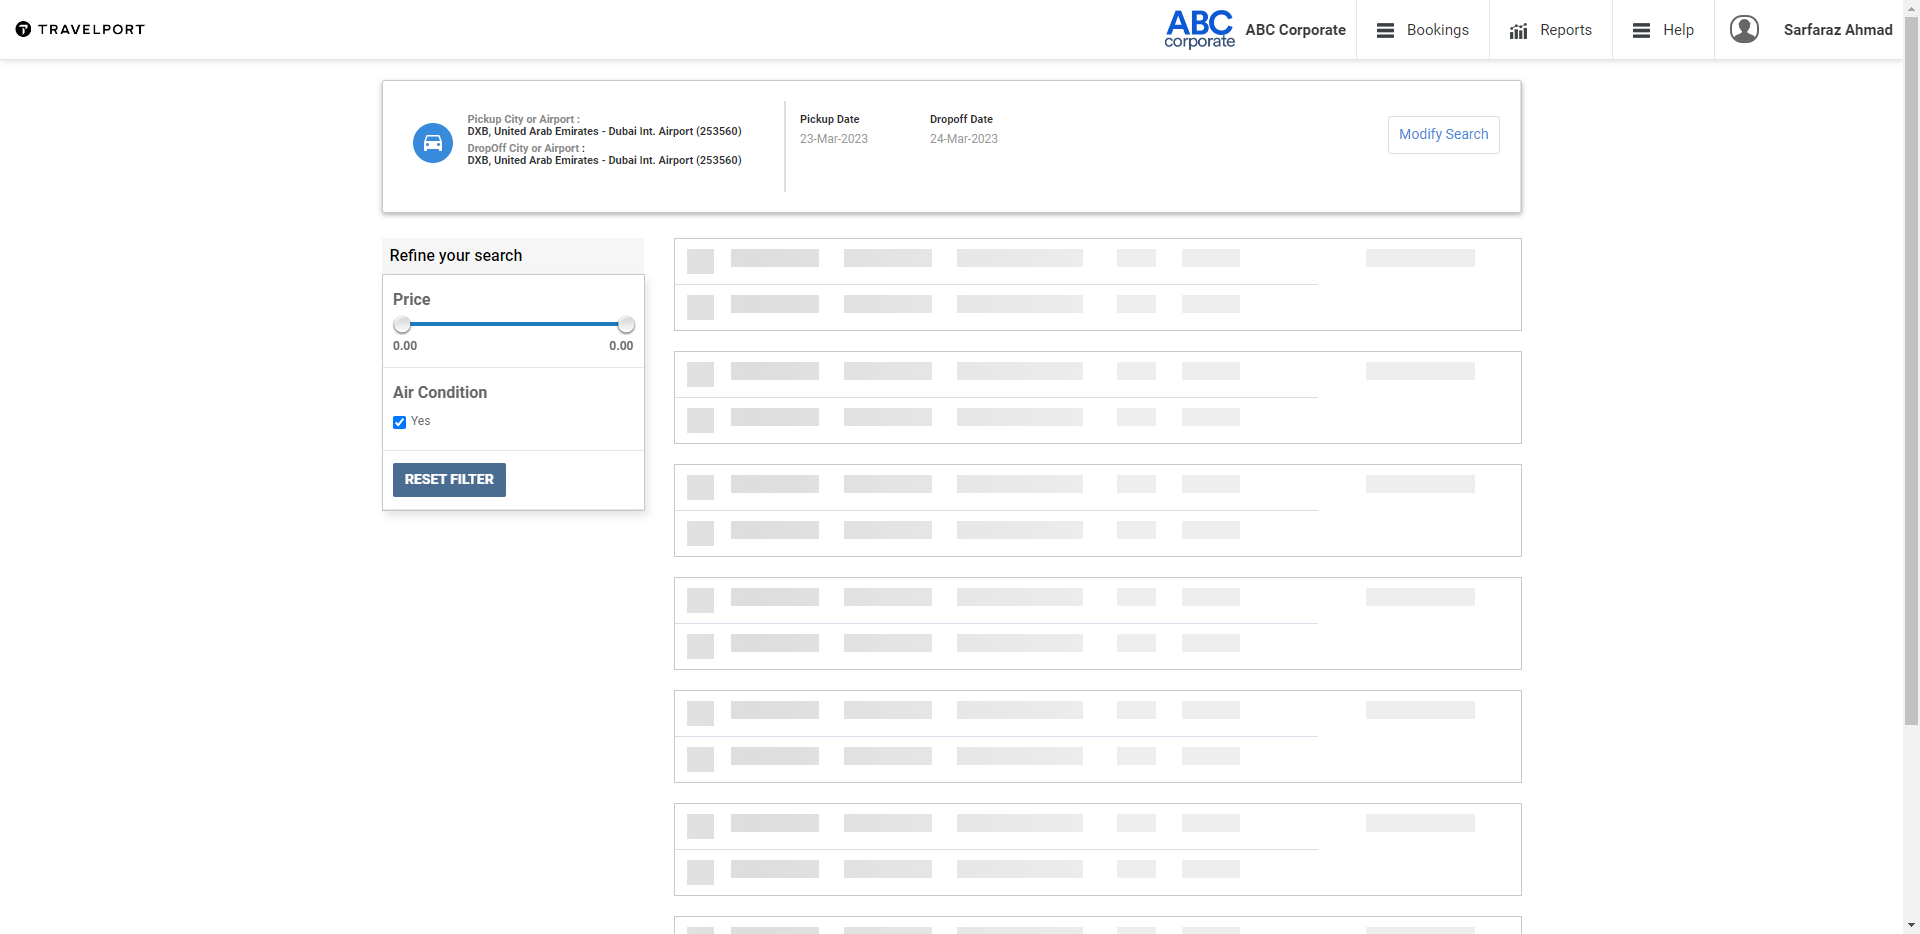 TRAVELPORT
ABC
corporate
ABC Corporate
Bookings
Reports
Help
Sarfaraz Ahmad
Pickup City or Airport :
DXB, United Arab Emirates - Dubai Int. Airport (253560)
DropOff City or Airport :
DXB, United Arab Emirates - Dubai Int. Airport (253560)
Pickup Date
23-Mar-2023
Dropoff Date
24-Mar-2023
Modify Search
Refine your search
Price
0.00 0.00
Air Condition
Yes
RESET FILTER